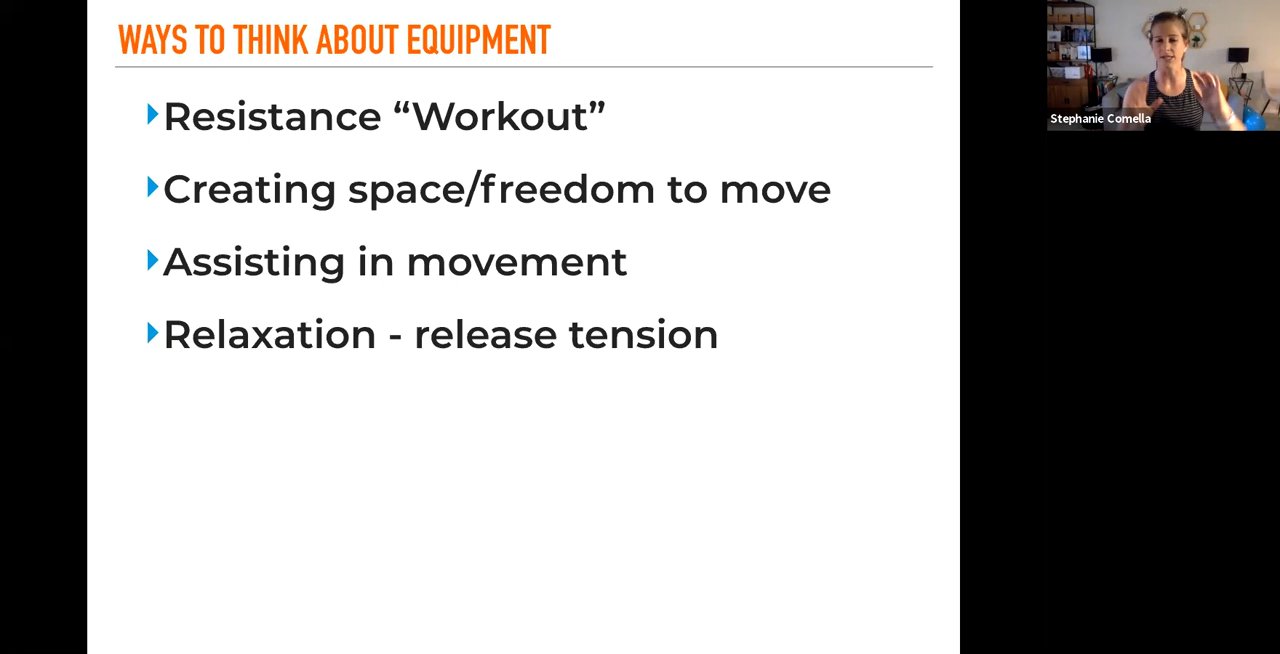 WAYS TO THINK ABOUT EQUIPMENT
Resistance “Workout”
Creating space/freedom to move
Assisting in movement
Relaxation - release tension
Stephanie Comella